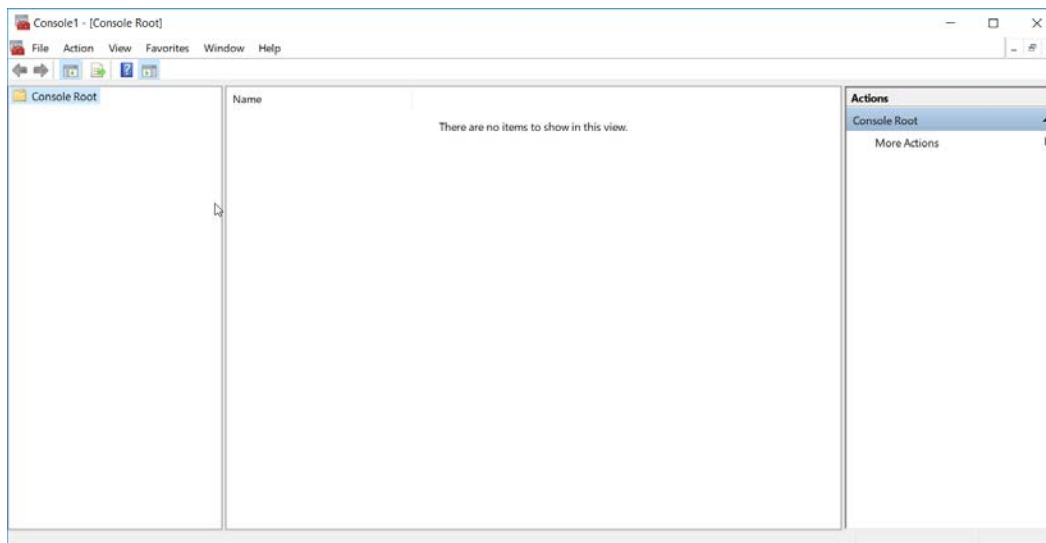 Console1 - [Console Root]
File Action View Favorites Window Help
Console Root
Name
There are no items to show in this view.
Actions
Console Root
More Actions